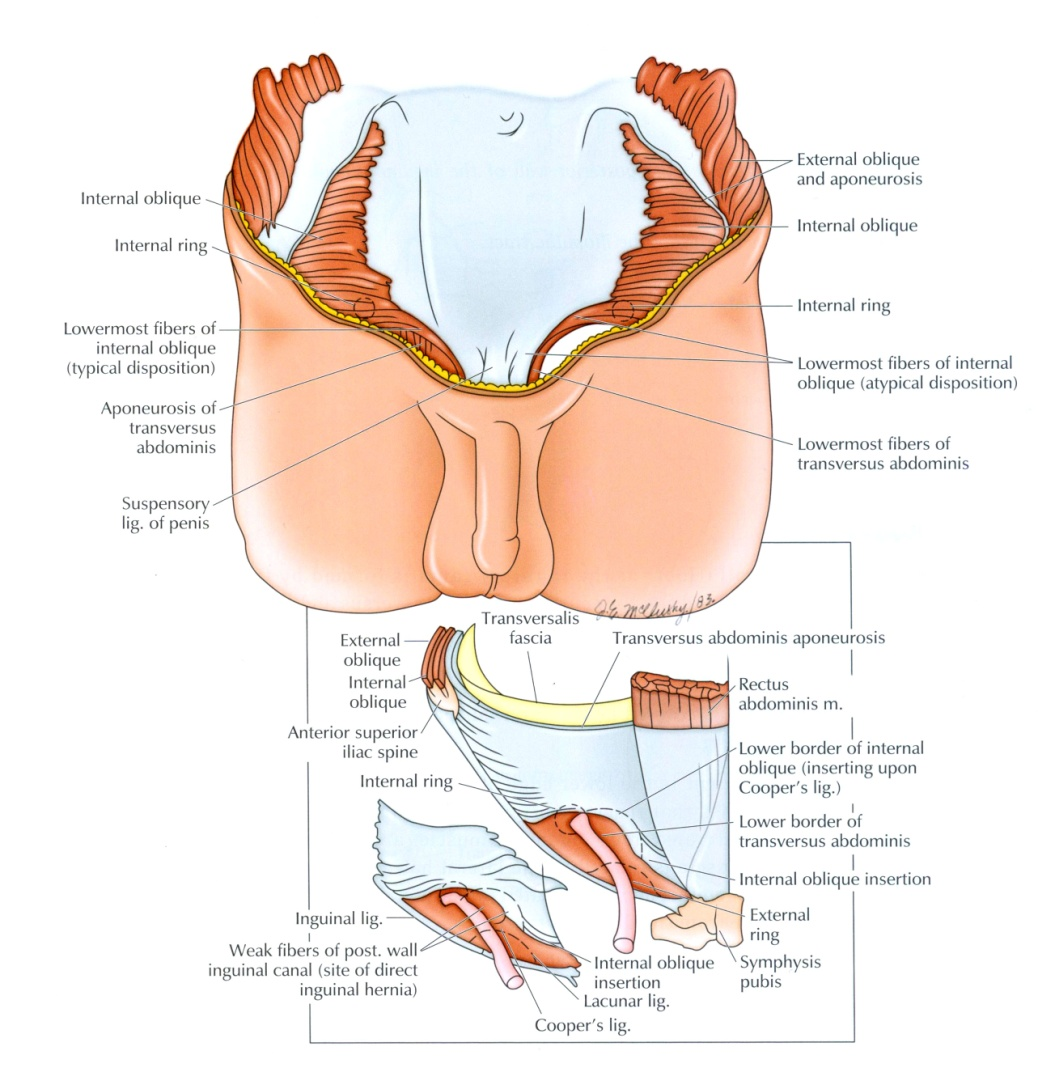 External oblique
and aponeurosis
Internal oblique
Internal oblique
Internal ring
Internal ring
Lowermost fibers of
internal oblique
(typical disposition)
Lowermost fibers of internal
oblique (atypical disposition)
Aponeurosis of
transversus
abdominis
Lowermost fibers of
transversus abdominis
Suspensory
lig. of penis
Transversalis
fascia
Transversus abdominis aponeurosis
External
oblique
Internal
oblique
Rectus
abdominis m.
Anterior superior
iliac spine
Lower border of internal
oblique (inserting upon
Cooper's lig.)
Internal ring
Lower border of
transversus abdominis
Internal oblique insertion
Inguinal lig.
External
ring
Weak fibers of post. wall
inguinal canal (site of direct
inguinal hernia)
Internal oblique
insertion
Symphysis
pubis
Lacunar lig.
Cooper's lig.